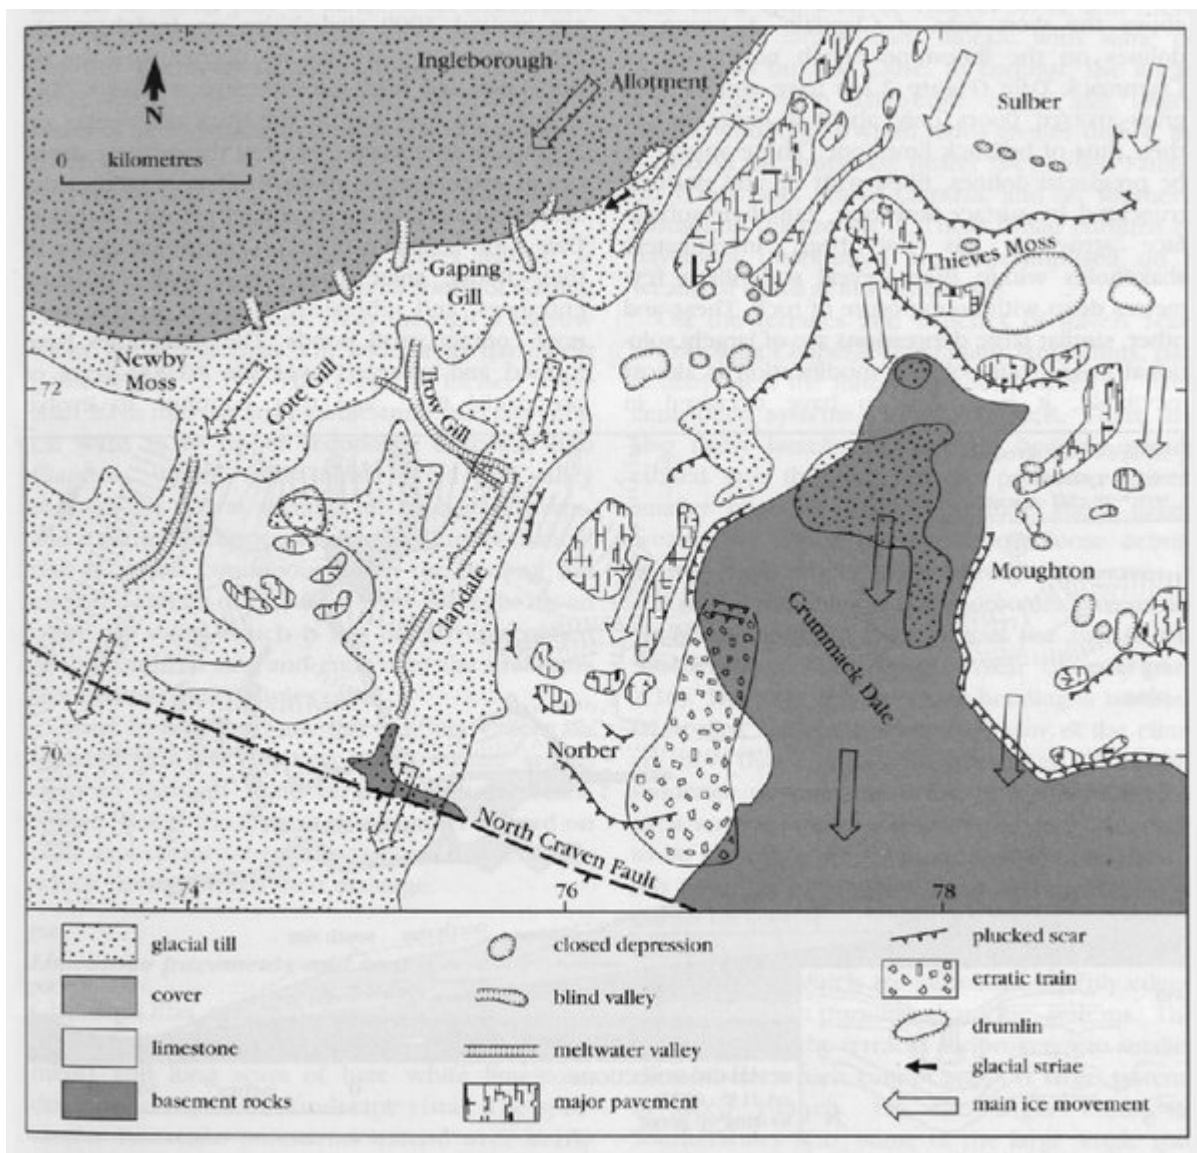 Ingleborough
Allotment
Sulber
N
0 kilometres 1
Thieves Moss
Gaping
Gill
Newby
Moss
72
Cote Gill
Trow Gill
Moughton
Clapdale
Crummack Dale
70
Norber
North Craven Fault
74
76
78
glacial till
cover
limestone
basement rocks
closed depression
blind valley
meltwater valley
major pavement
plucked scar
erratic train
drumlin
glacial striae
main ice movement